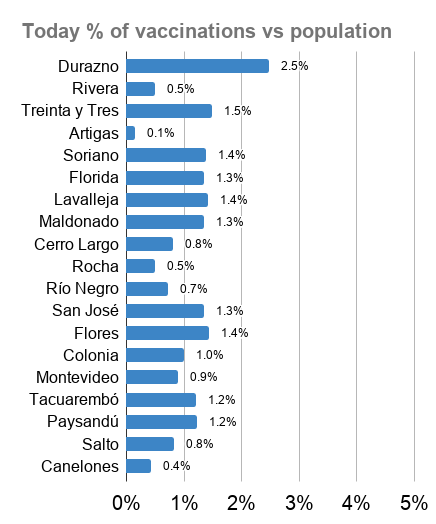 Today % of vaccinations vs population
Durazno 2.5%
Rivera 0.5%
Treinta y Tres 1.5%
Artigas 0.1%
Soriano 1.4%
Florida 1.3%
Lavalleja 1.4%
Maldonado 1.3%
Cerro Largo 0.8%
Rocha 0.5%
Río Negro 0.7%
San José 1.3%
Flores 1.4%
Colonia 1.0%
Montevideo 0.9%
Tacuarembó 1.2%
Paysandú 1.2%
Salto 0.8%
Canelones 0.4%
0% 1% 2% 3% 4% 5%